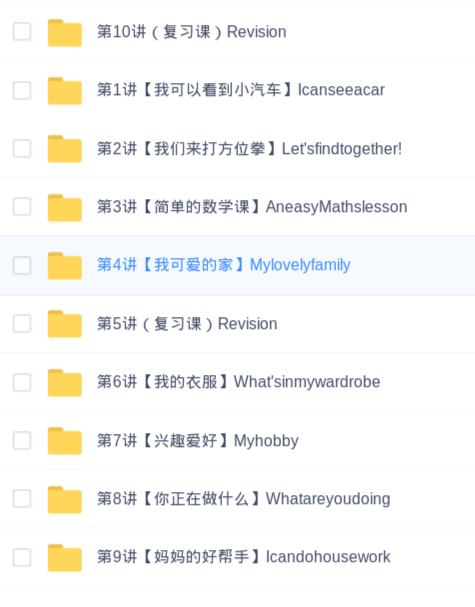 第10讲（复习课）Revision
第1讲【我可以看到小汽车】Icanseeacar
第2讲【我们来打方位拳】Let'sfindtogether!
第3讲【简单的数学课】AneasyMathslesson
第4讲【我可爱的家】Mylovelyfamily
第5讲（复习课）Revision
第6讲【我的衣服】What'sinmywardrobe
第7讲【兴趣爱好】Myhobby
第8讲【你正在做什么】Whatareyoudoing
第9讲【妈妈的好帮手】Icandohousework